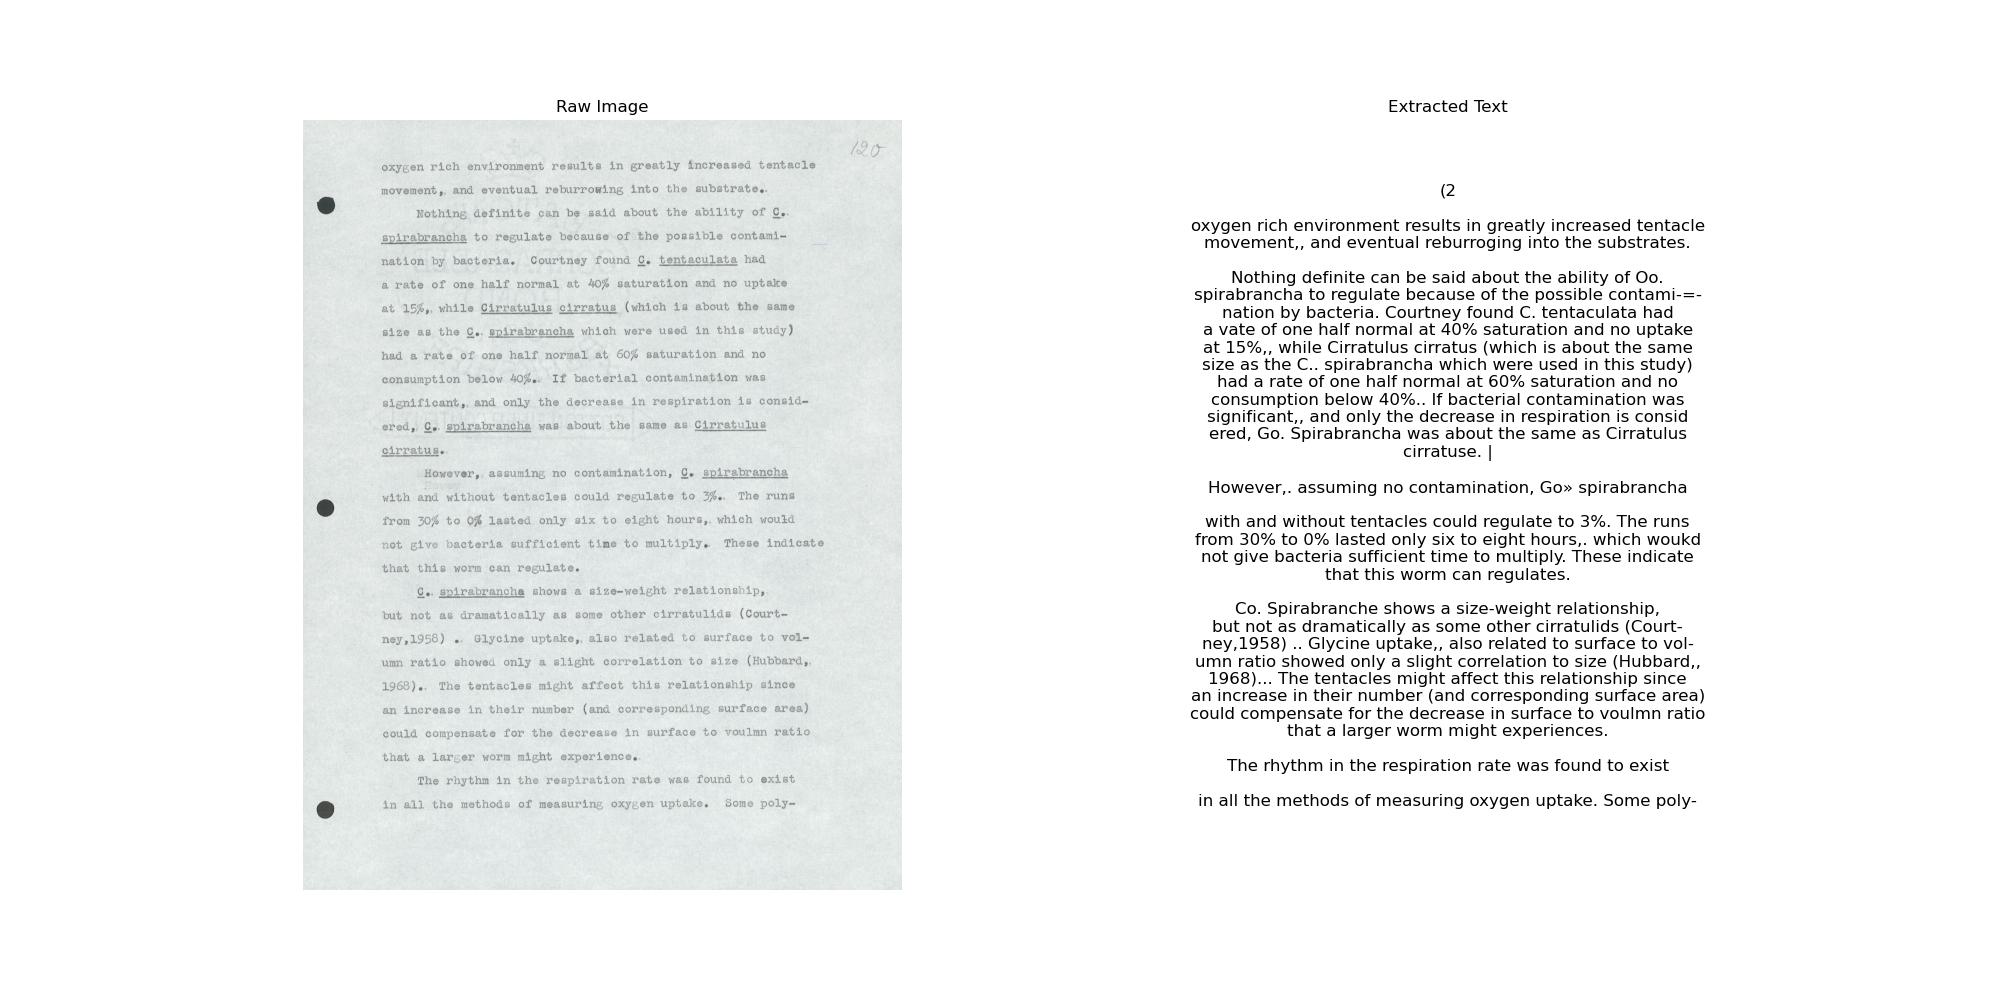 Raw Image
120
oxygen rich environment results in greatly increased tentacle
movement, and eventual reburrowing into the substrate.
Nothing definite can be said about the ability of C.
spirabrancha to regulate because of the possible contami-
nation by bacteria. Courtney found C. tentaculata had
a rate of one half normal at 40% saturation and no uptake
at 15%, while Cirratulus cirratus (which is about the same
size as the C. spirabrancha which were used in this study)
had a rate of one half normal at 60% saturation and no
consumption below 40%. If bacterial contamination was
significant, and only the decrease in respiration is consid-
ered, C. spirabrancha was about the same as Cirratulus
cirratus.
However, assuming no contamination, C. spirabrancha
with and without tentacles could regulate to 3%. The runs
from 30% to 0% lasted only six to eight hours, which would
not give bacteria sufficient time to multiply. These indicate
that this worm can regulate.
C. spirabrancha shows a size-weight relationship,
but not as dramatically as some other cirratulids (Court-
ney,1958) . Glycine uptake, also related to surface to vol-
umn ratio showed only a slight correlation to size (Hubbard,
1968). The tentacles might affect this relationship since
an increase in their number (and corresponding surface area)
could compensate for the decrease in surface to voulmn ratio
that a larger worm might experience.
The rhythm in the respiration rate was found to exist
in all the methods of measuring oxygen uptake. Some poly-
Extracted Text
(2
oxygen rich environment results in greatly increased tentacle
movement,, and eventual reburroging into the substrates.
Nothing definite can be said about the ability of Oo.
spirabrancha to regulate because of the possible contami-=-
nation by bacteria. Courtney found C. tentaculata had
a vate of one half normal at 40% saturation and no uptake
at 15%,, while Cirratulus cirratus (which is about the same
size as the C.. spirabrancha which were used in this study)
had a rate of one half normal at 60% saturation and no
consumption below 40%.. If bacterial contamination was
significant,, and only the decrease in respiration is consid
ered, Go. Spirabrancha was about the same as Cirratulus
cirratuse. |
However,. assuming no contamination, Go» spirabrancha
with and without tentacles could regulate to 3%. The runs
from 30% to 0% lasted only six to eight hours,. which woukd
not give bacteria sufficient time to multiply. These indicate
that this worm can regulates.
Co. Spirabranche shows a size-weight relationship,
but not as dramatically as some other cirratulids (Court-
ney,1958) .. Glycine uptake,, also related to surface to vol-
umn ratio showed only a slight correlation to size (Hubbard,,
1968)... The tentacles might affect this relationship since
an increase in their number (and corresponding surface area)
could compensate for the decrease in surface to voulmn ratio
that a larger worm might experiences.
The rhythm in the respiration rate was found to exist
in all the methods of measuring oxygen uptake. Some poly-